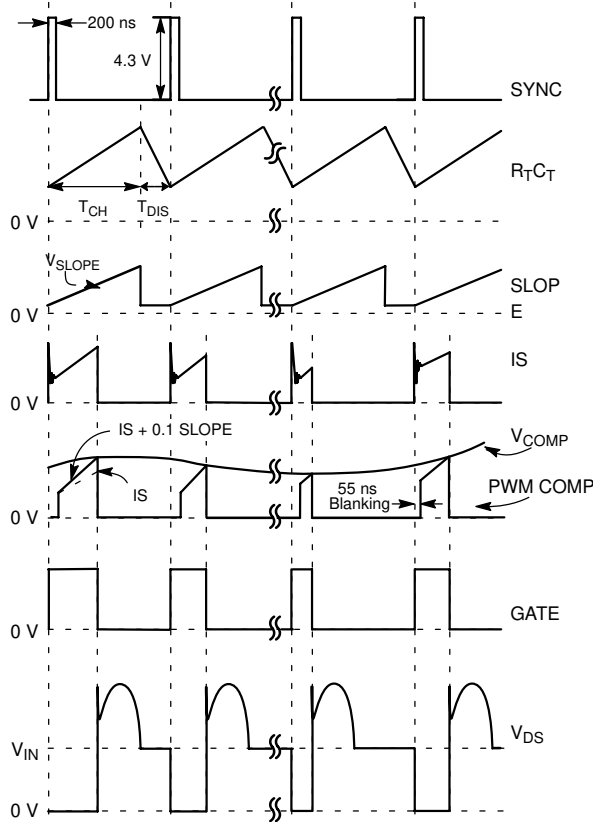 200 ns
4.3 V
SYNC
RTCT
TCH
TDIS
0 V
VSLOPE
SLOP
E
0 V
IS
0 V
IS + 0.1 SLOPE
VCOMP
IS
55 ns
Blanking
PWM COMP
0 V
GATE
0 V
VIN
VDS
0 V